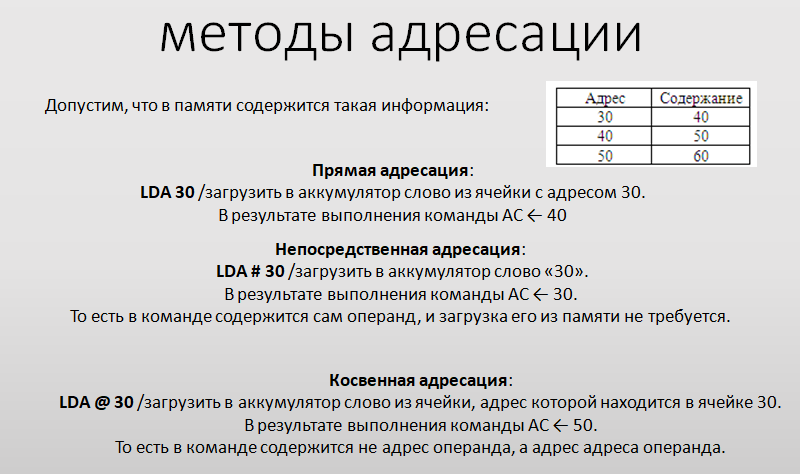 методы адресации
Допустим, что в памяти содержится такая информация:
Адрес Содержание
30 40
40 50
50 60
Прямая адресация:
LDA 30 /загрузить в аккумулятор слово из ячейки с адресом 30.
В результате выполнения команды AC ← 40
Непосредственная адресация:
LDA # 30 /загрузить в аккумулятор слово «30».
В результате выполнения команды AC ← 30.
То есть в команде содержится сам операнд, и загрузка его из памяти не требуется.
Косвенная адресация:
LDA @ 30 /загрузить в аккумулятор слово из ячейки, адрес которой находится в ячейке 30.
В результате выполнения команды AC ← 50.
То есть в команде содержится не адрес операнда, а адрес адреса операнда.